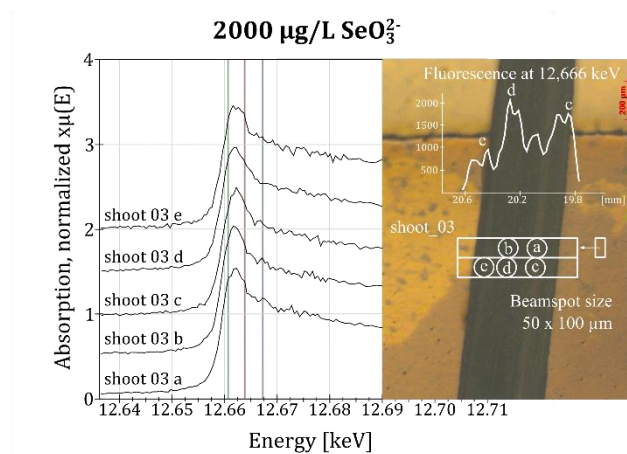 2000 µg/L SeO₃²⁻
Absorption, normalized xµ(E)
4
3
2
1
0
shoot 03 e
shoot 03 d
shoot 03 c
shoot 03 b
shoot 03 a
12.64 12.65 12.66 12.67 12.68 12.69 12.70 12.71
Energy [keV]
Fluorescence at 12,666 keV
200 µm
2000
1500
1000
500
e
d
c
20.6 20.2 19.8 [mm]
shoot_03
b a
c d c
Beamspot size
50 x 100 µm